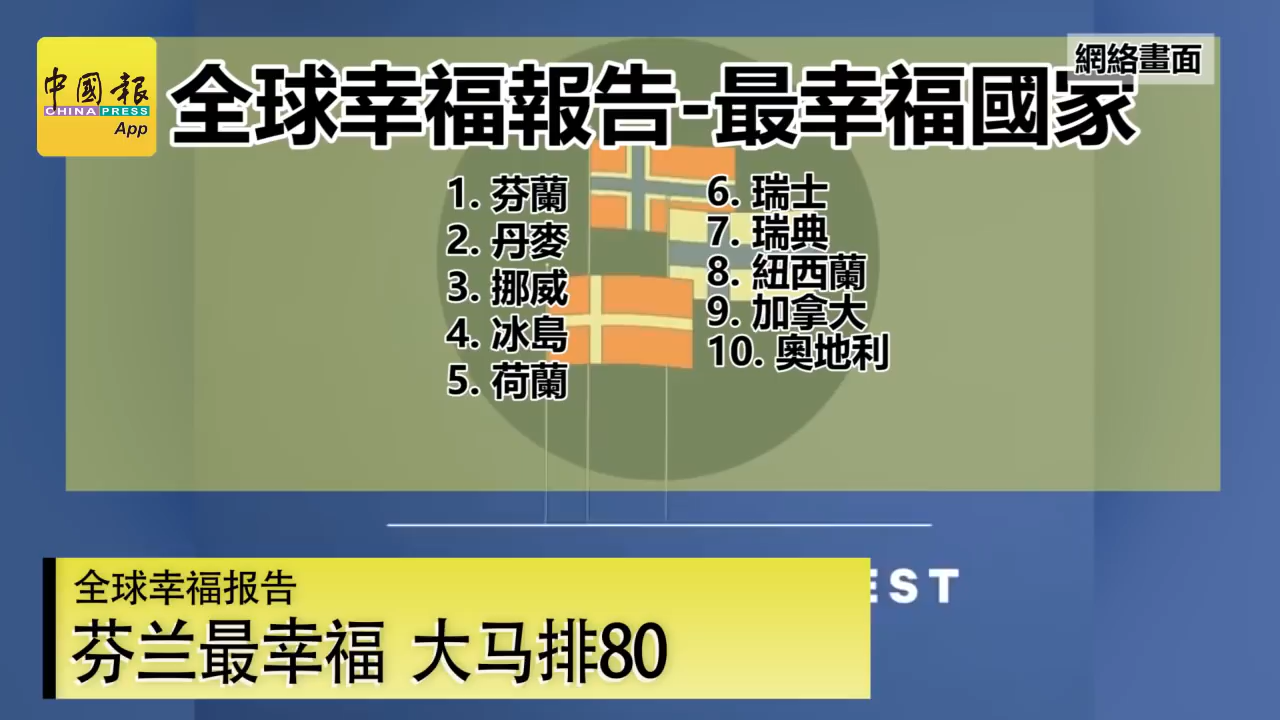 中國報
CHINA PRESS
App
網絡畫面
全球幸福報告-最幸福國家
1. 芬蘭
2. 丹麥
3. 挪威
4. 冰島
5. 荷蘭
6. 瑞士
7. 瑞典
8. 紐西蘭
9. 加拿大
10. 奧地利
EST
全球幸福报告
芬兰最幸福 大马排80